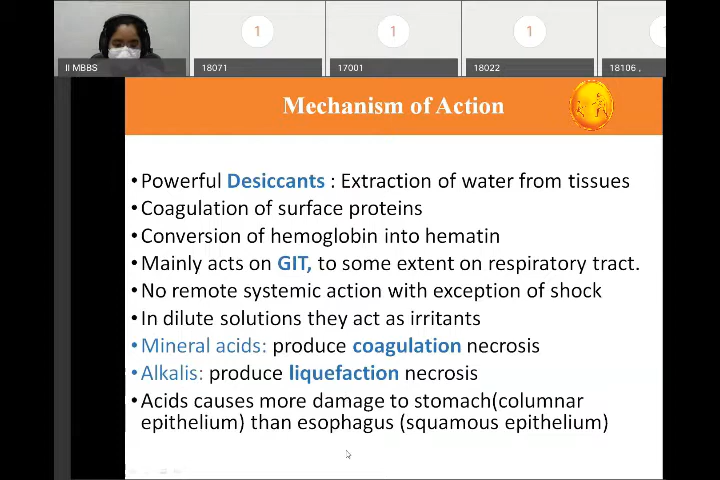 1
1
1
1
II MBBS
18071
17001
18022
18106 ,
Mechanism of Action
•Powerful Desiccants : Extraction of water from tissues
•Coagulation of surface proteins
•Conversion of hemoglobin into hematin
•Mainly acts on GIT, to some extent on respiratory tract.
•No remote systemic action with exception of shock
•In dilute solutions they act as irritants
•Mineral acids: produce coagulation necrosis
•Alkalis: produce liquefaction necrosis
•Acids causes more damage to stomach(columnar
epithelium) than esophagus (squamous epithelium)